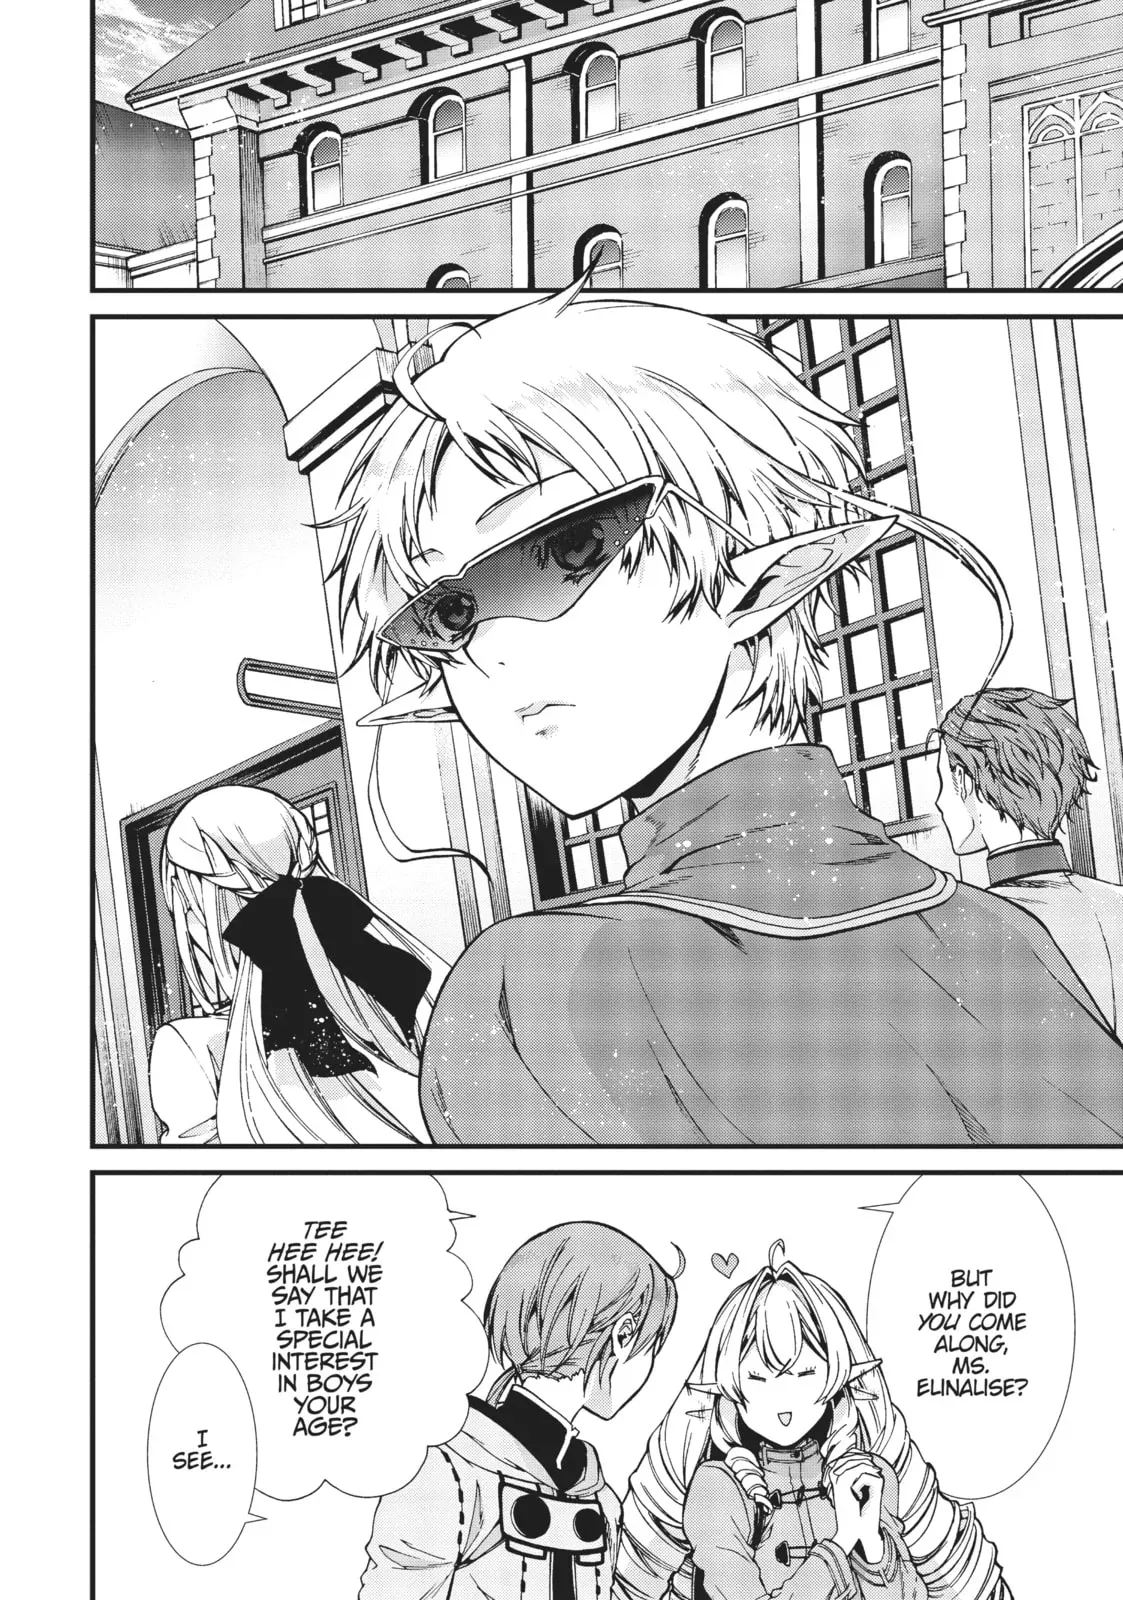 BUT
WHY DID
YOU COME
ALONG,
MS.
ELINALISE?
TEE
HEE HEE!
SHALL WE
SAY THAT
I TAKE A
SPECIAL
INTEREST
IN BOYS
YOUR
AGE?
I
SEE...